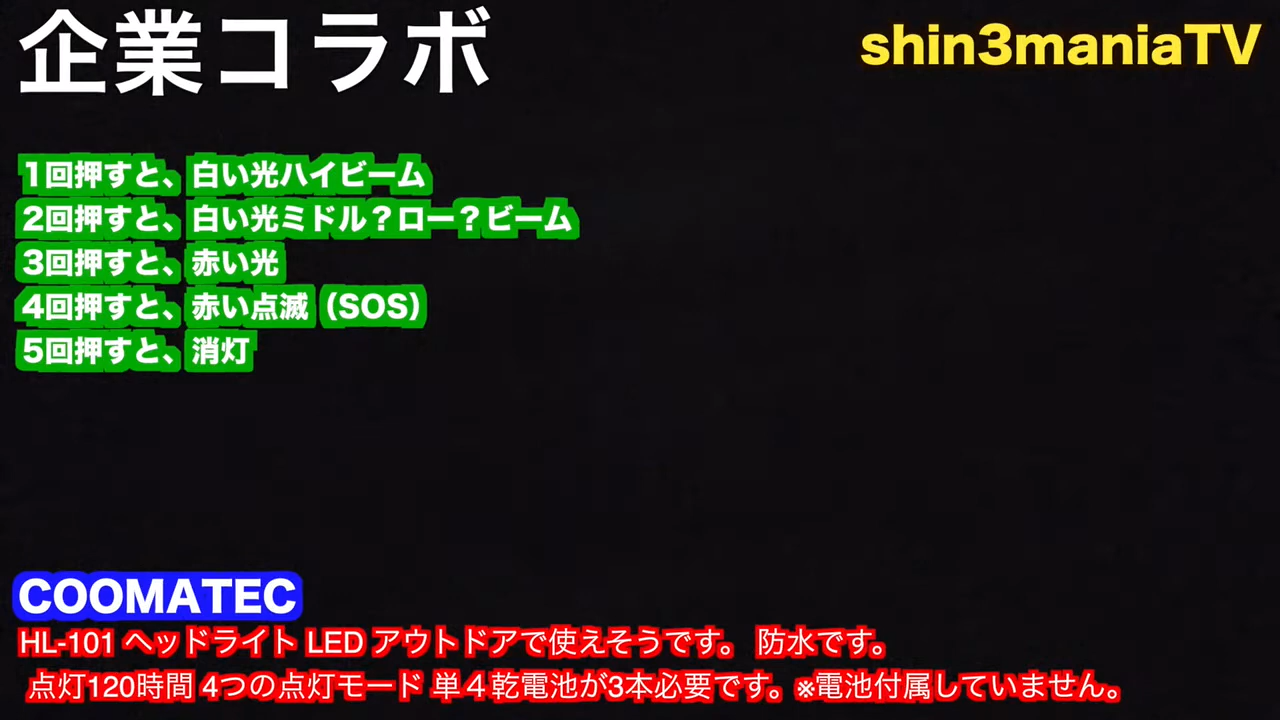 企業コラボ
shin3maniaTV
1回押すと、白い光ハイビーム
2回押すと、白い光ミドル？ロー？ビーム
3回押すと、赤い光
4回押すと、赤い点滅（SOS）
5回押すと、消灯
COOMATEC
HL-101 ヘッドライト LED アウトドアで使えそうです。 防水です。
点灯120時間 4つの点灯モード 単４乾電池が3本必要です。※電池付属していません。